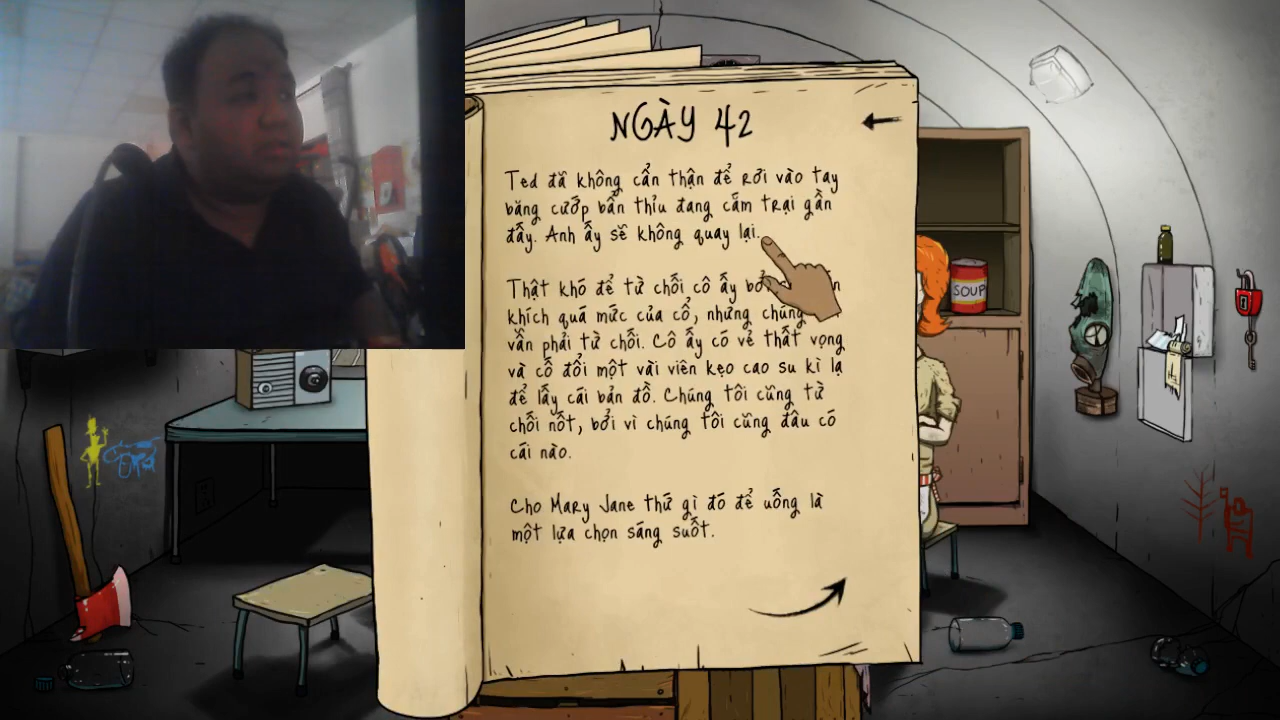 NGÀY 42
Ted đã không cẩn thận để rơi vào tay
băng cướp bẩn thỉu đang cắm trại gần
đây. Anh ấy sẽ không quay lại.
Thật khó để từ chối cô ấy bởi
khích quá mức của cổ, nhưng chúng
vẫn phải từ chối. Cô ấy có vẻ thất vọng
và cố đổi một vài viên kẹo cao su kì lạ
để lấy cái bản đồ. Chúng tôi cũng từ
chối nốt, bởi vì chúng tôi cũng đâu có
cái nào.
Cho Mary Jane thứ gì đó để uống là
một lựa chọn sáng suốt.
SOUP